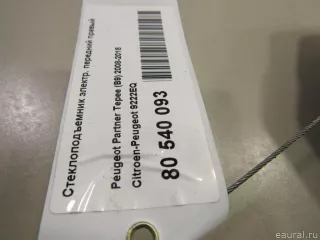 Стеклоподъемник электр. передний правый
Peugeot Partner Tepee (B9) 2008-2018
Citroen-Peugeot 9222EQ
80 540 093
eaural.ru